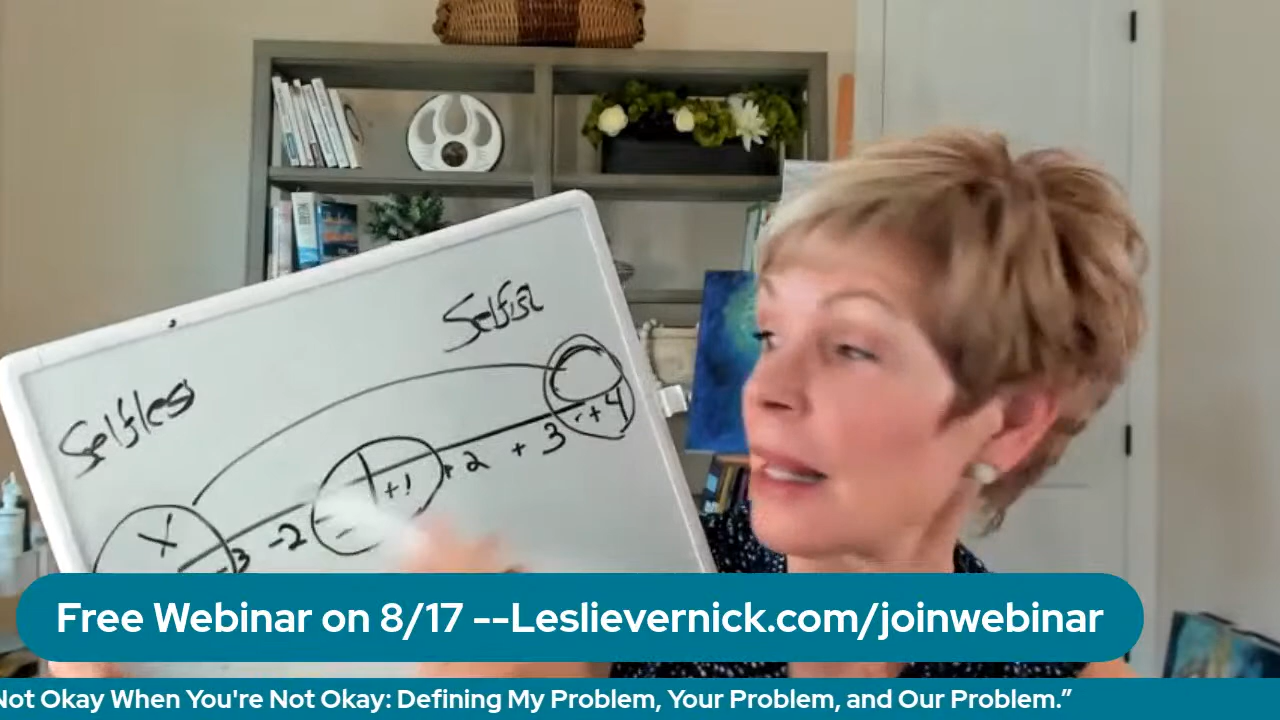 Selfish
Selfless
+4
+3
+2
+1
-2
-3
X
Free Webinar on 8/17 --Leslievernick.com/joinwebinar
Not Okay When You're Not Okay: Defining My Problem, Your Problem, and Our Problem.”